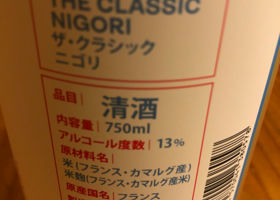 THE CLASSIC
NIGORI
ザ・クラシック
ニゴリ
品目| 清酒
内容量| 750ml
アルコール度数| 13%
原材料名|
米(フランス・カマルグ産)
米麹(フランス・カマルグ産米)
原産国名| フランス